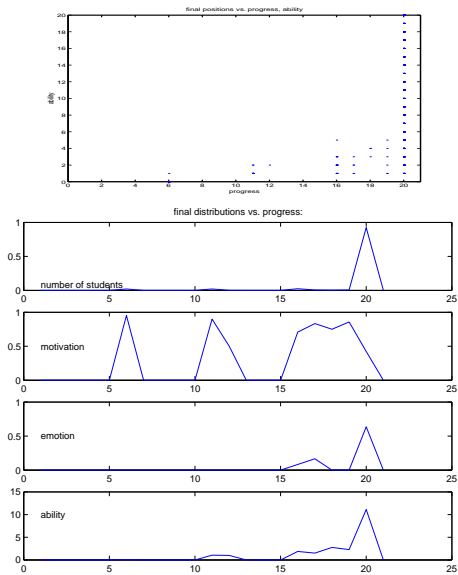 final positions vs. progress, ability
20
18
16
14
12
10
8
6
4
2
0
ability
0 2 4 6 8 10 12 14 16 18 20
progress
final distributions vs. progress:
1
0.5
0
number of students
0 5 10 15 20 25
1
0.5
0
motivation
0 5 10 15 20 25
1
0.5
0
emotion
0 5 10 15 20 25
15
10
5
0
ability
0 5 10 15 20 25